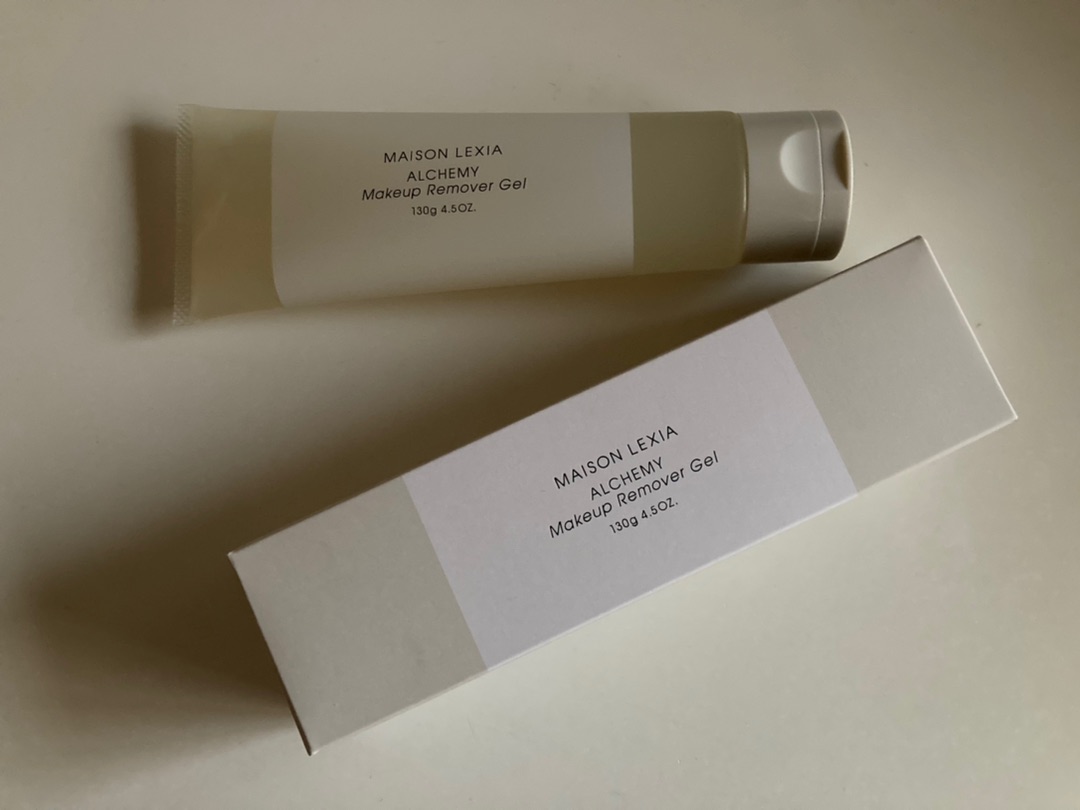 MAISON LEXIA
ALCHEMY
Makeup Remover Gel
130g 4.5OZ.
MAISON LEXIA
ALCHEMY
Makeup Remover Gel
130g 4.5OZ.